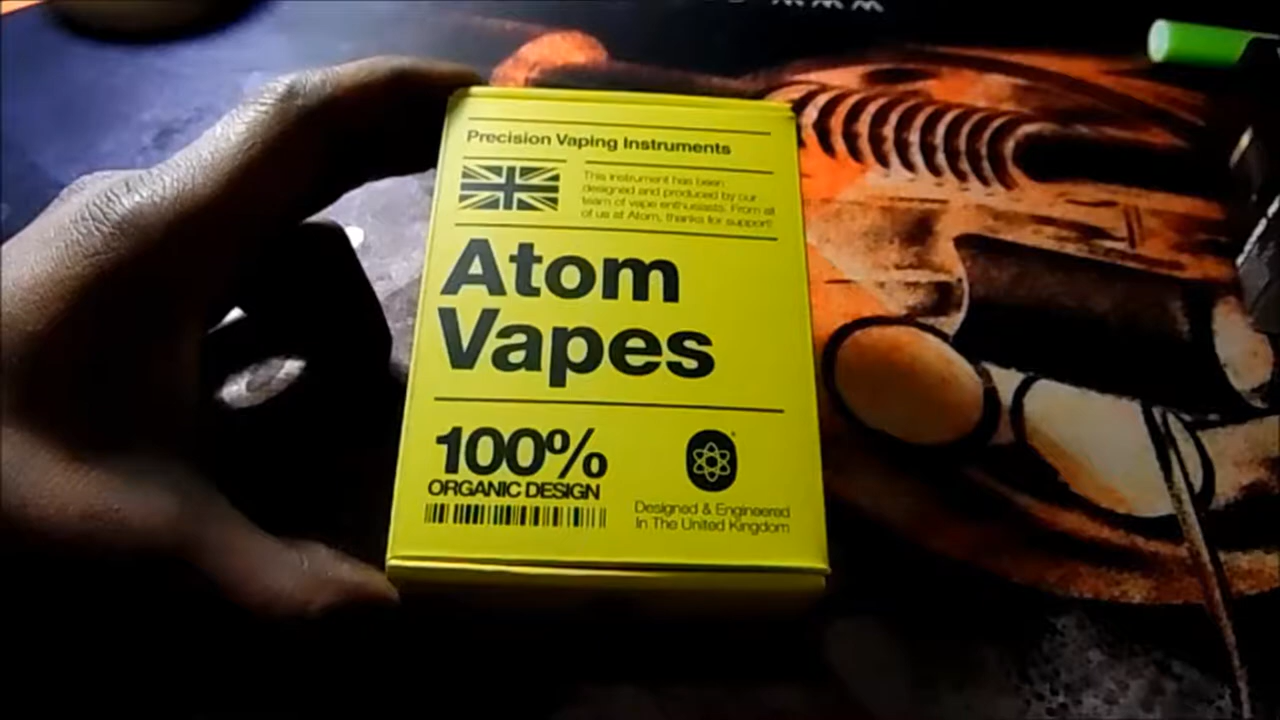 Precision Vaping Instruments
This instrument has been
designed and produced by our
team of vape enthusiasts. From all
of us at Atom, thanks for support!
Atom
Vapes
100%
ORGANIC DESIGN
Designed & Engineered
In The United Kingdom